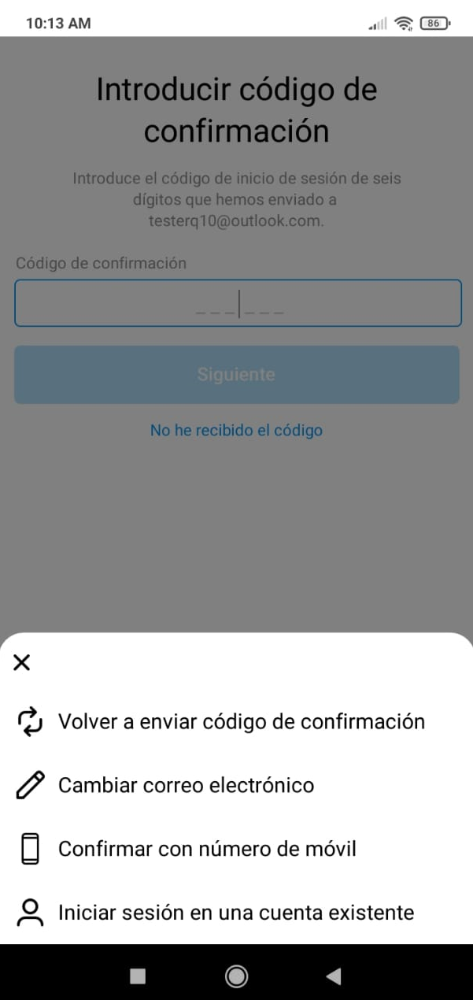 10:13 AM
86
Introducir código de
confirmación
Introduce el código de inicio de sesión de seis
dígitos que hemos enviado a
testerq10@outlook.com.
Código de confirmación
_ _ _ _ _ _
Siguiente
No he recibido el código
Volver a enviar código de confirmación
Cambiar correo electrónico
Confirmar con número de móvil
Iniciar sesión en una cuenta existente